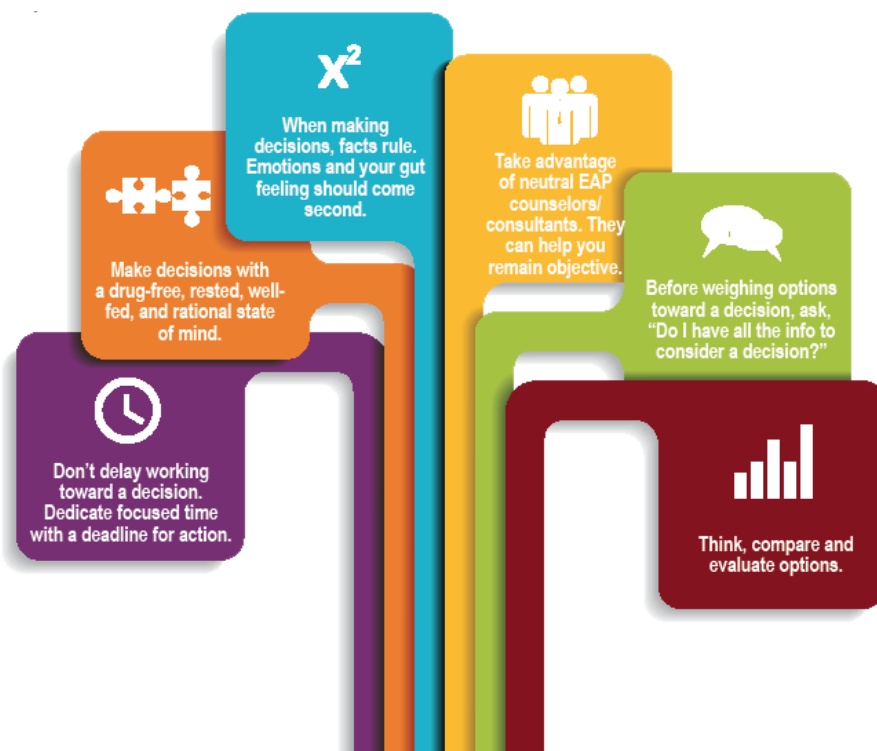 Don't delay working
toward a decision.
Dedicate focused time
with a deadline for action.
Make decisions with
a drug-free, rested, well-
fed, and rational state
of mind.
X²
When making
decisions, facts rule.
Emotions and your gut
feeling should come
second.
Take advantage
of neutral EAP
counselors/
consultants. They
can help you
remain objective.
Before weighing options
toward a decision, ask,
“Do I have all the info to
consider a decision?”
Think, compare and
evaluate options.